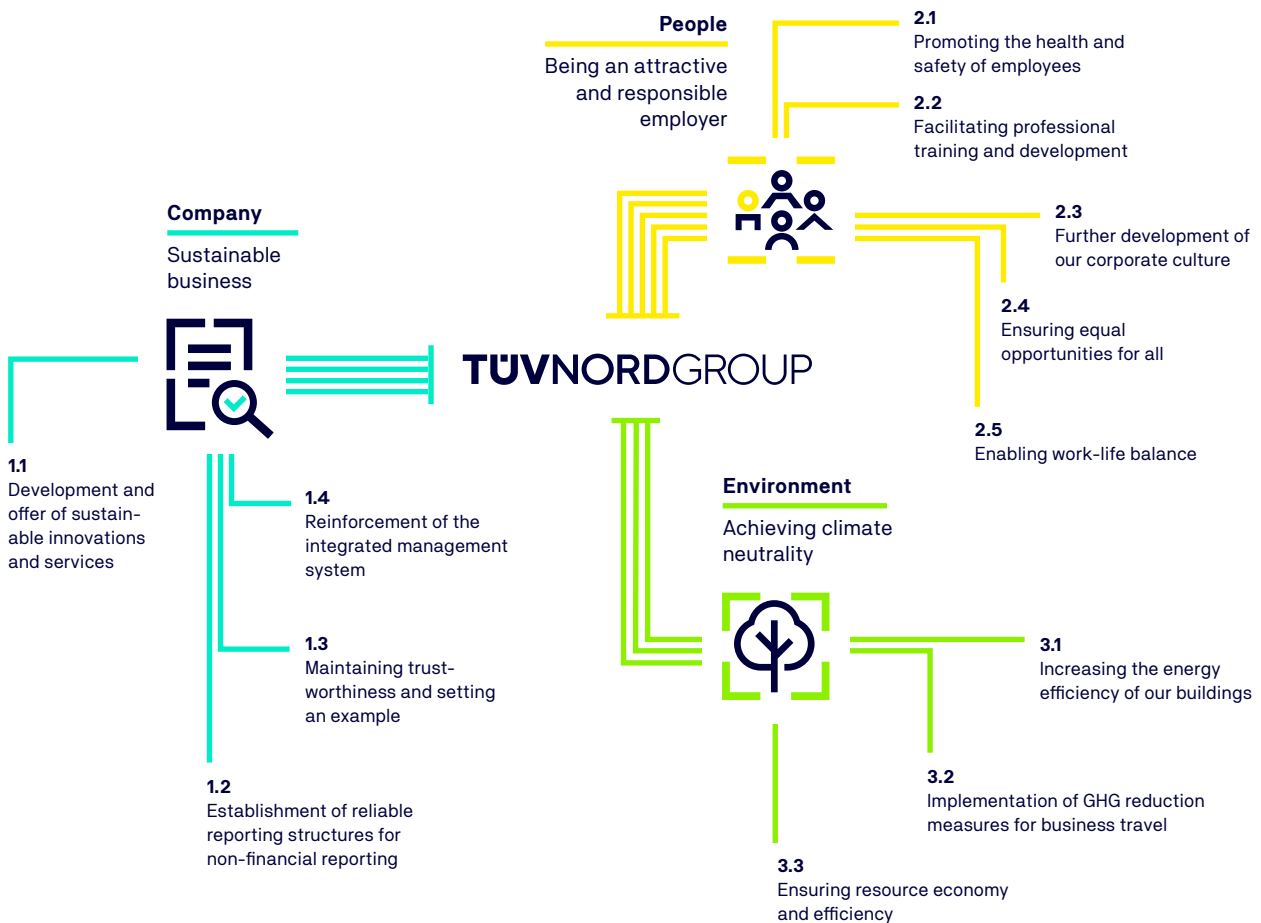 People
Being an attractive
and responsible
employer
2.1
Promoting the health and
safety of employees
2.2
Facilitating professional
training and development
2.3
Further development of
our corporate culture
2.4
Ensuring equal
opportunities for all
2.5
Enabling work-life balance
Company
Sustainable
business
TÜVNORDGROUP
1.1
Development and
offer of sustain-
able innovations
and services
1.4
Reinforcement of the
integrated management
system
1.3
Maintaining trust-
worthiness and setting
an example
1.2
Establishment of reliable
reporting structures for
non-financial reporting
Environment
Achieving climate
neutrality
3.1
Increasing the energy
efficiency of our buildings
3.2
Implementation of GHG reduction
measures for business travel
3.3
Ensuring resource economy
and efficiency